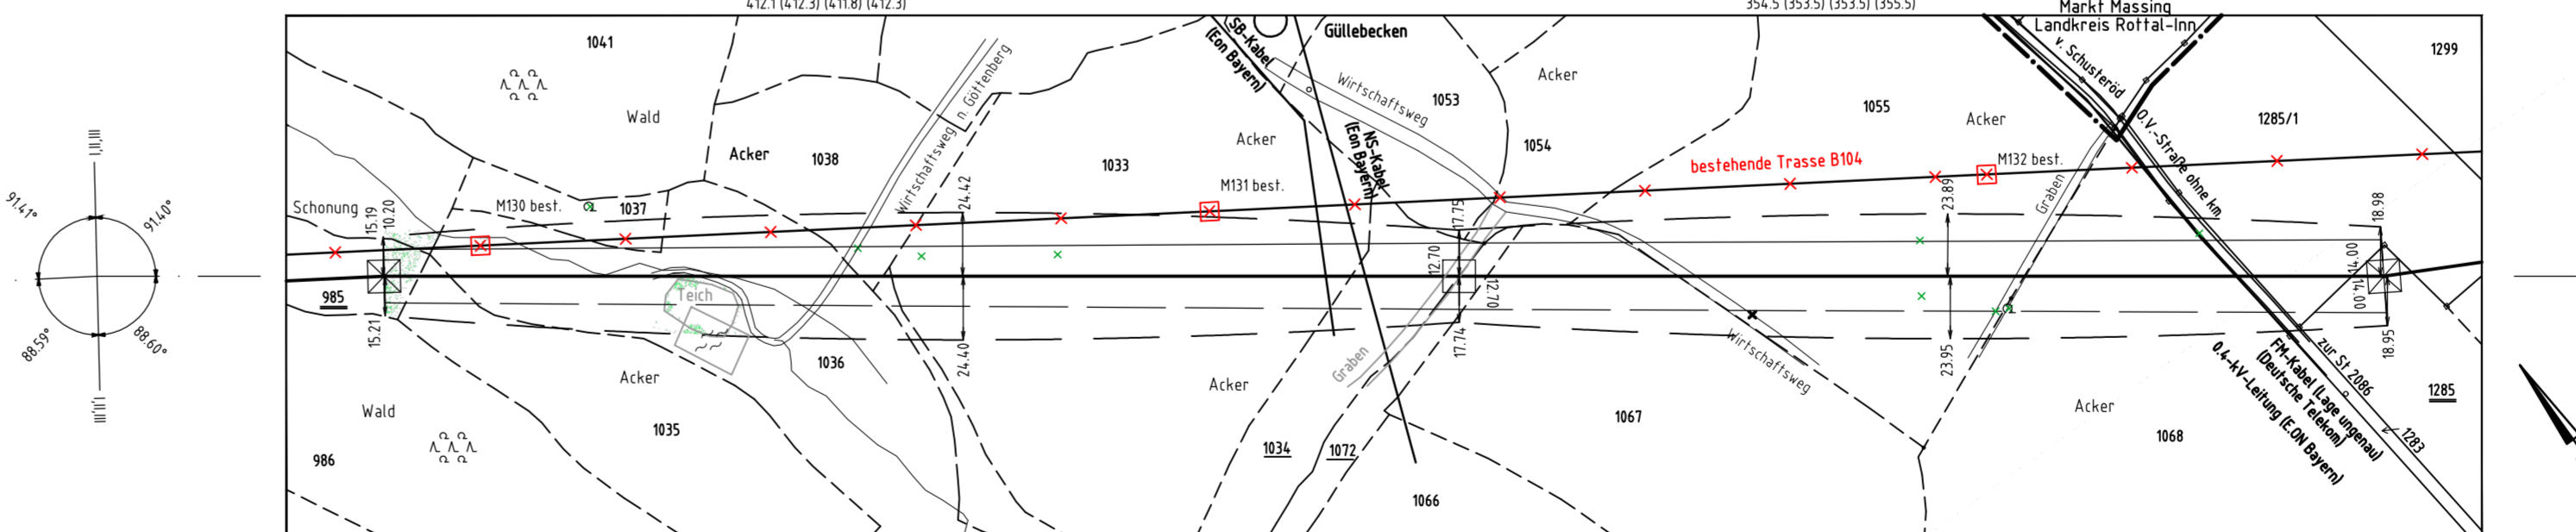 412.1 (412.3) (411.8) (412.3)
354.5 (353.5) (353.5) (355.5)
Markt Massing
Landkreis Rottal-Inn
1041
Wald
Acker
1038
Wirtschaftsweg n. Göttenberg
1033
Acker
SB-Kabel
(Eon Bayern)
Güllebecken
Wirtschaftsweg
1053
Acker
1054
NS-Kabel
(Eon Bayern)
1055
Acker
v. Schusteröd
O.V.-Straße ohne km
1285/1
1299
bestehende Trasse B104
M130 best.
M131 best.
M132 best.
Schonung
1037
Graben
91.41°
91.40°
88.59°
88.60°
15.19
10.20
15.21
24.42
24.40
17.75
12.70
12.70
17.74
23.89
23.95
18.98
14.00
14.00
18.95
985
Teich
1036
Acker
Wald
1035
986
Acker
Graben
1034
1072
1066
1067
Wirtschaftsweg
Acker
1068
zur St 2086
FM-Kabel (Lage ungenau)
(Deutsche Telekom)
0.4-kV-Leitung (E.ON Bayern)
1283
1285